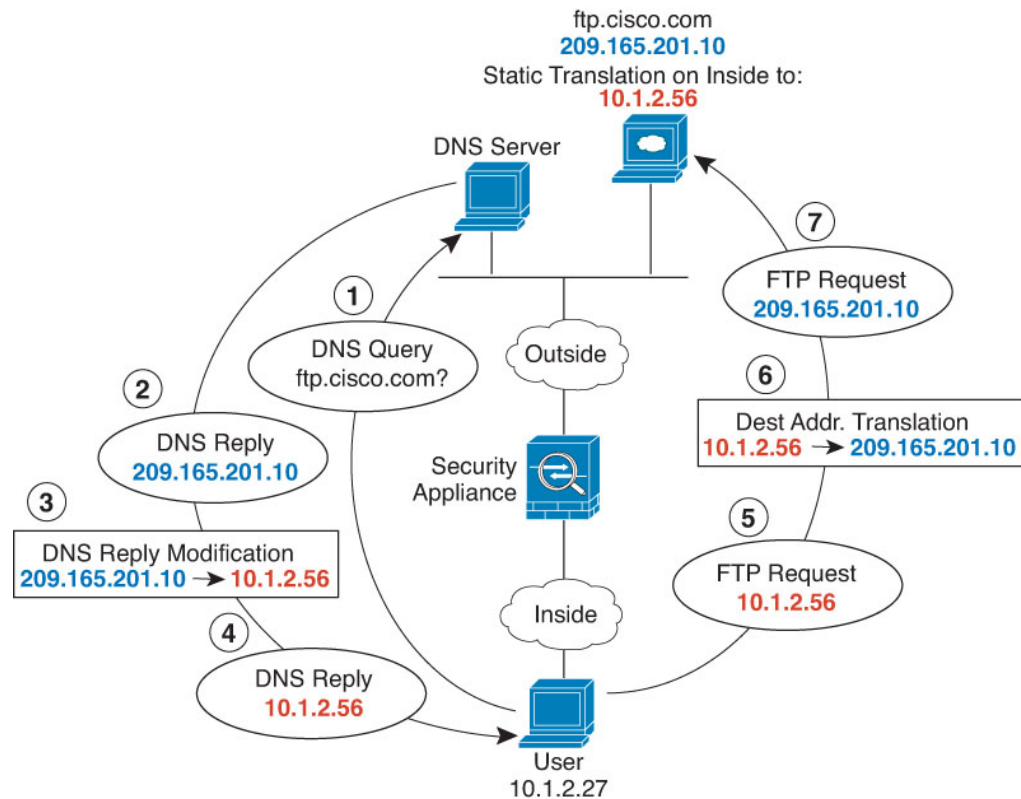 ftp.cisco.com
209.165.201.10
Static Translation on Inside to:
10.1.2.56
DNS Server
7
FTP Request
209.165.201.10
1
DNS Query
ftp.cisco.com?
Outside
2
DNS Reply
209.165.201.10
6
Dest Addr. Translation
10.1.2.56 → 209.165.201.10
Security
Appliance
3
DNS Reply Modification
209.165.201.10 → 10.1.2.56
5
FTP Request
10.1.2.56
Inside
4
DNS Reply
10.1.2.56
User
10.1.2.27